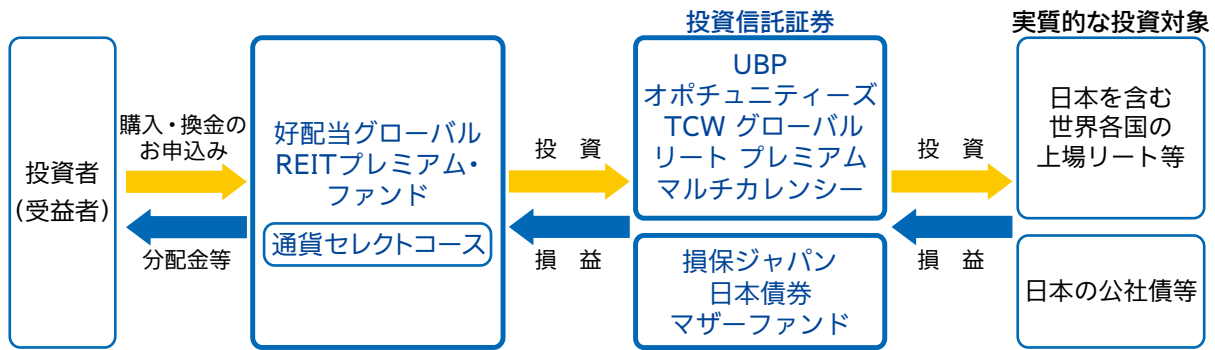 投資者
(受益者)
購入・換金の
お申込み
分配金等
好配当グローバル
REITプレミアム・
ファンド
通貨セレクトコース
投 資
損 益
投資信託証券
UBP
オポチュニティーズ
TCW グローバル
リート プレミアム
マルチカレンシー
損保ジャパン
日本債券
マザーファンド
投 資
損 益
実質的な投資対象
日本を含む
世界各国の
上場リート等
日本の公社債等